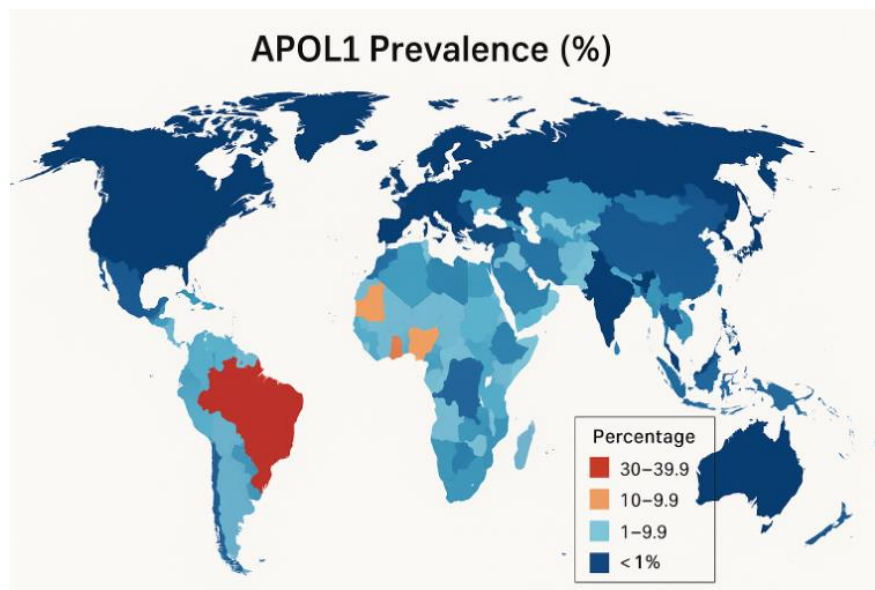 APOL1 Prevalence (%)
Percentage
30–39.9
10–9.9
1–9.9
< 1%